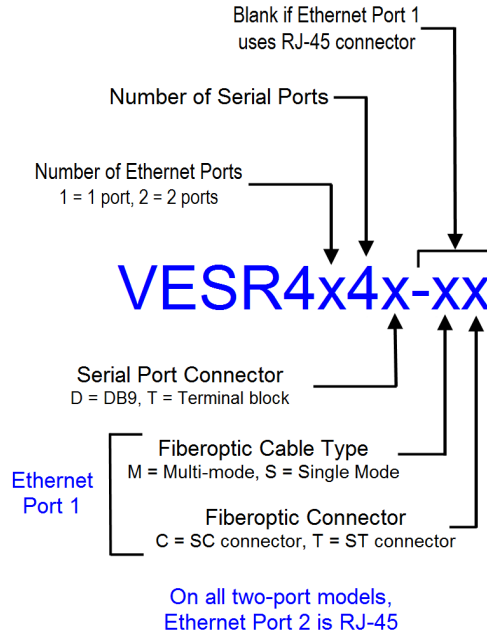 Blank if Ethernet Port 1
uses RJ-45 connector
Number of Serial Ports
Number of Ethernet Ports
1 = 1 port, 2 = 2 ports
VESR4x4x-xx
Serial Port Connector
D = DB9, T = Terminal block
Fiberoptic Cable Type
M = Multi-mode, S = Single Mode
Ethernet
Port 1
Fiberoptic Connector
C = SC connector, T = ST connector
On all two-port models,
Ethernet Port 2 is RJ-45